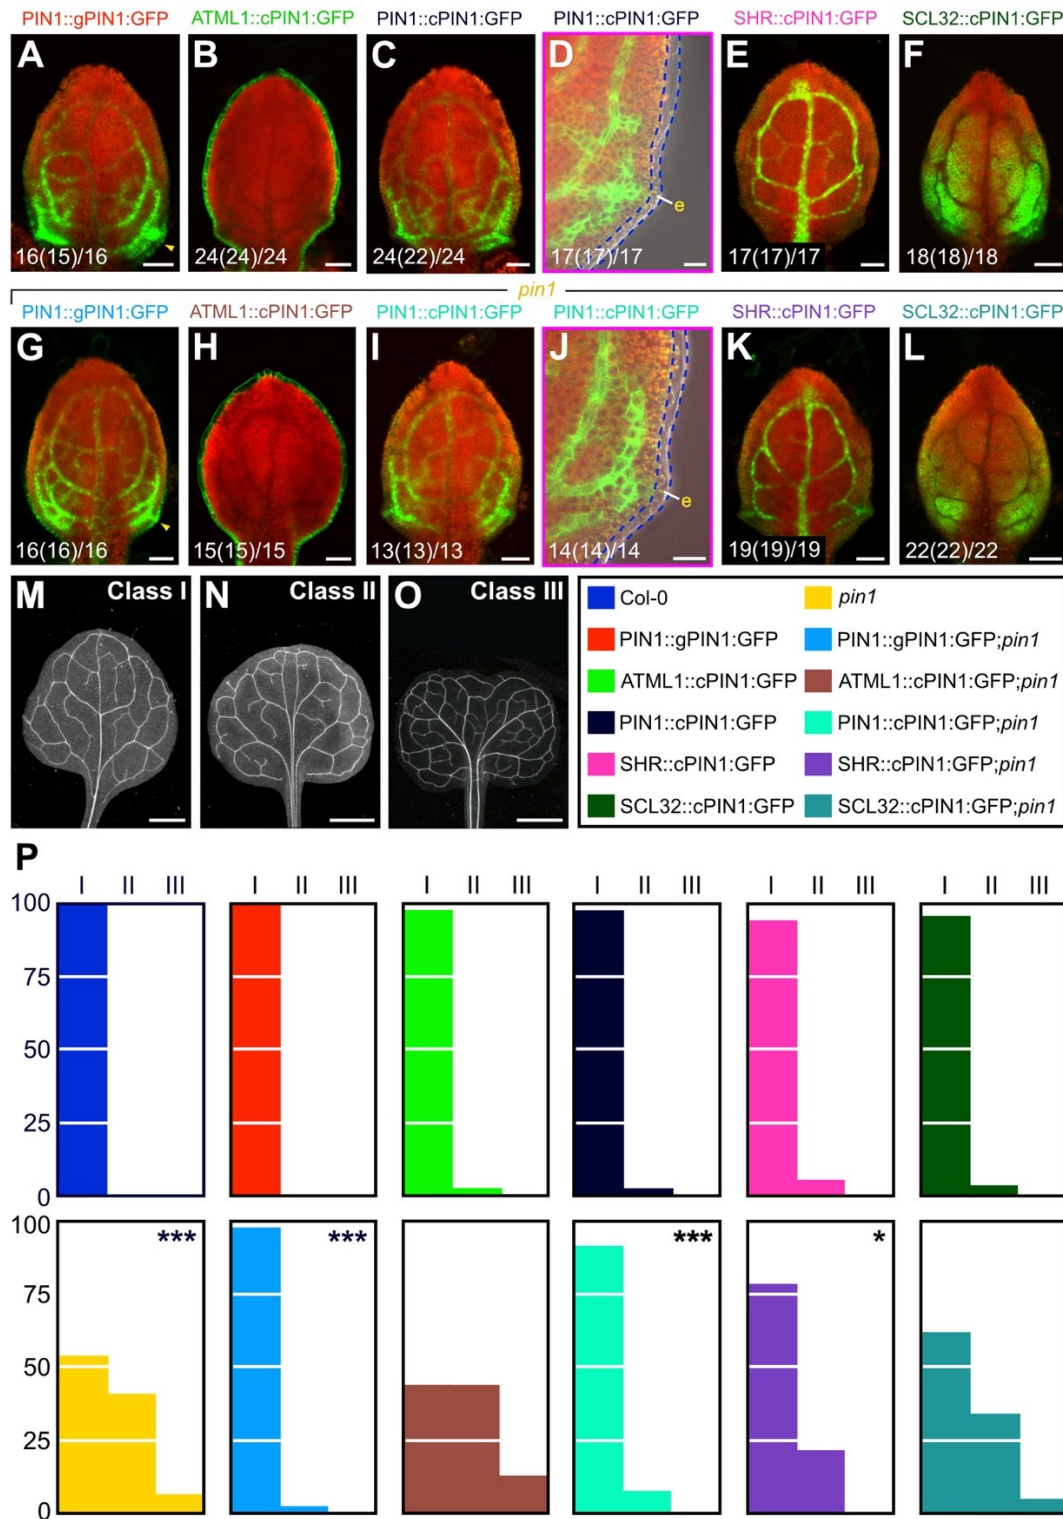 PIN1::gPIN1:GFP ATML1::cPIN1:GFP PIN1::cPIN1:GFP PIN1::cPIN1:GFP SHR::cPIN1:GFP SCL32::cPIN1:GFP
A B C D E F
e
16(15)/16 24(24)/24 24(22)/24 17(17)/17 17(17)/17 18(18)/18
pin1
PIN1::gPIN1:GFP ATML1::cPIN1:GFP PIN1::cPIN1:GFP PIN1::cPIN1:GFP SHR::cPIN1:GFP SCL32::cPIN1:GFP
G H I J K L
e
16(16)/16 15(15)/15 13(13)/13 14(14)/14 19(19)/19 22(22)/22
M Class I N Class II O Class III
Col-0 pin1
PIN1::gPIN1:GFP PIN1::gPIN1:GFP;pin1
ATML1::cPIN1:GFP ATML1::cPIN1:GFP;pin1
PIN1::cPIN1:GFP PIN1::cPIN1:GFP;pin1
SHR::cPIN1:GFP SHR::cPIN1:GFP;pin1
SCL32::cPIN1:GFP SCL32::cPIN1:GFP;pin1
P
I II III I II III I II III I II III I II III I II III
100
75
50
25
0
100 *** *** *** *
75
50
25
0